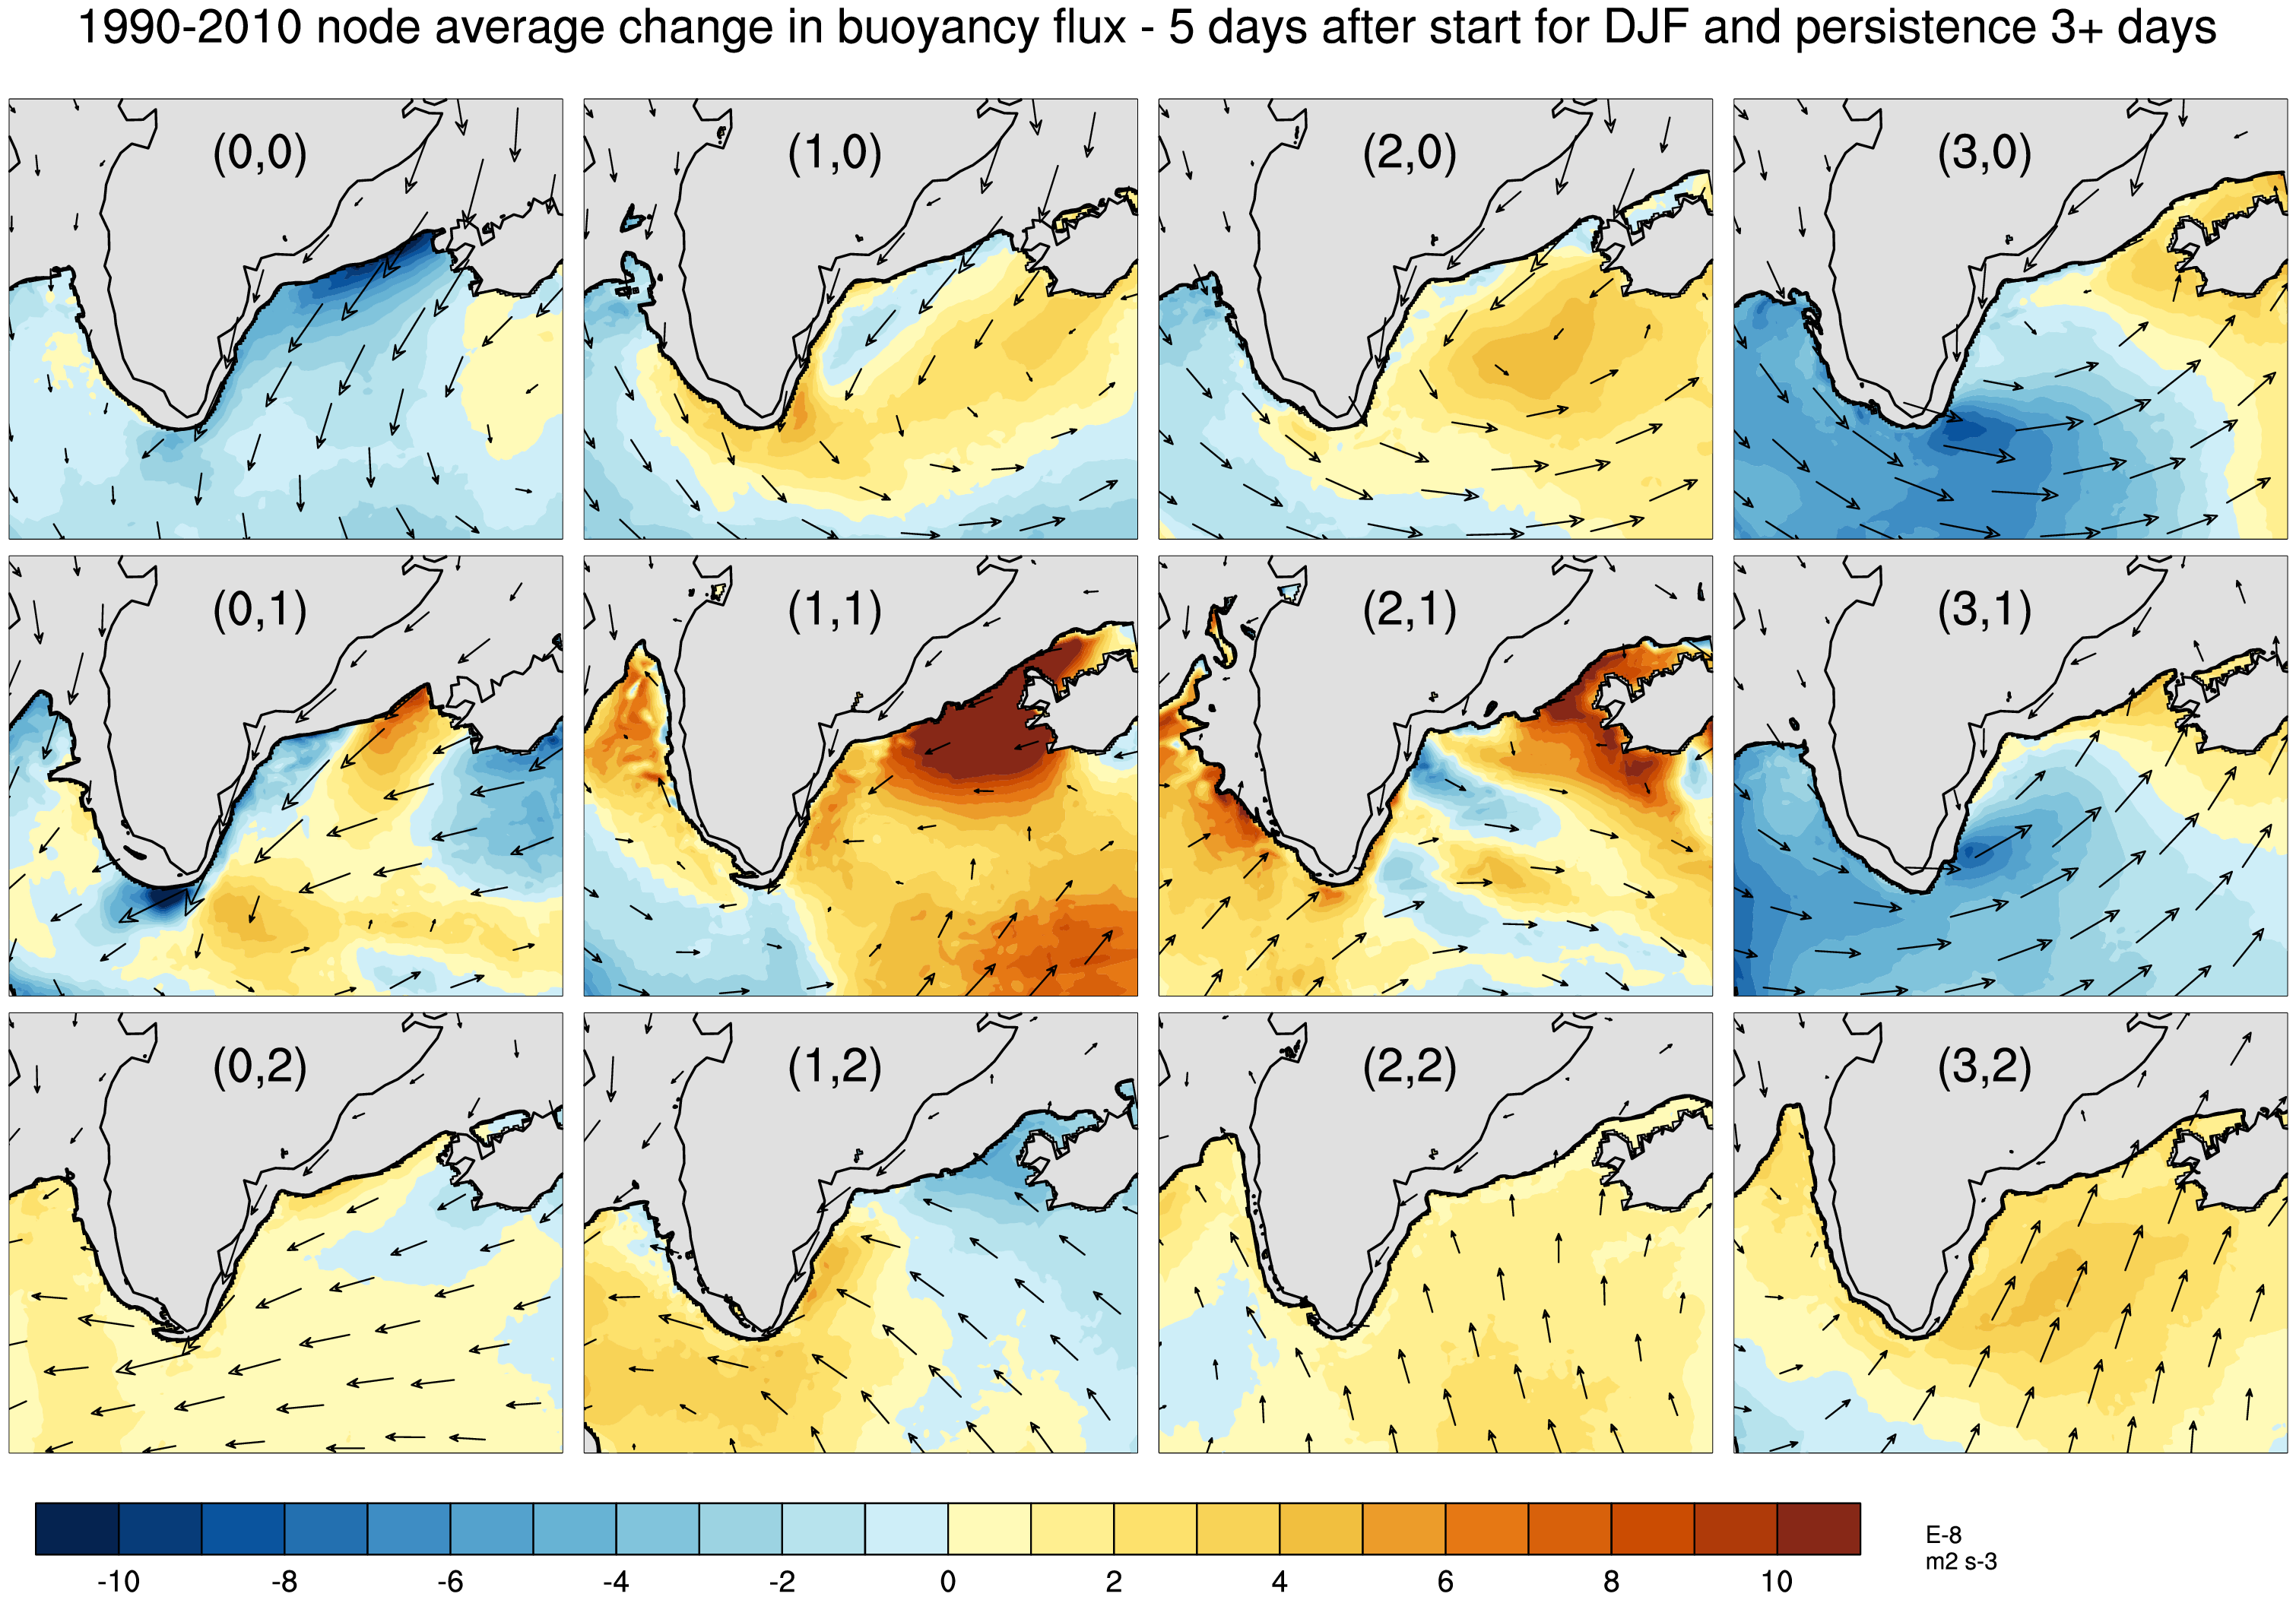 1990-2010 node average change in buoyancy flux - 5 days after start for DJF and persistence 3+ days
(0,0) (1,0) (2,0) (3,0)
(0,1) (1,1) (2,1) (3,1)
(0,2) (1,2) (2,2) (3,2)
-10 -8 -6 -4 -2 0 2 4 6 8 10
E-8
m2 s-3